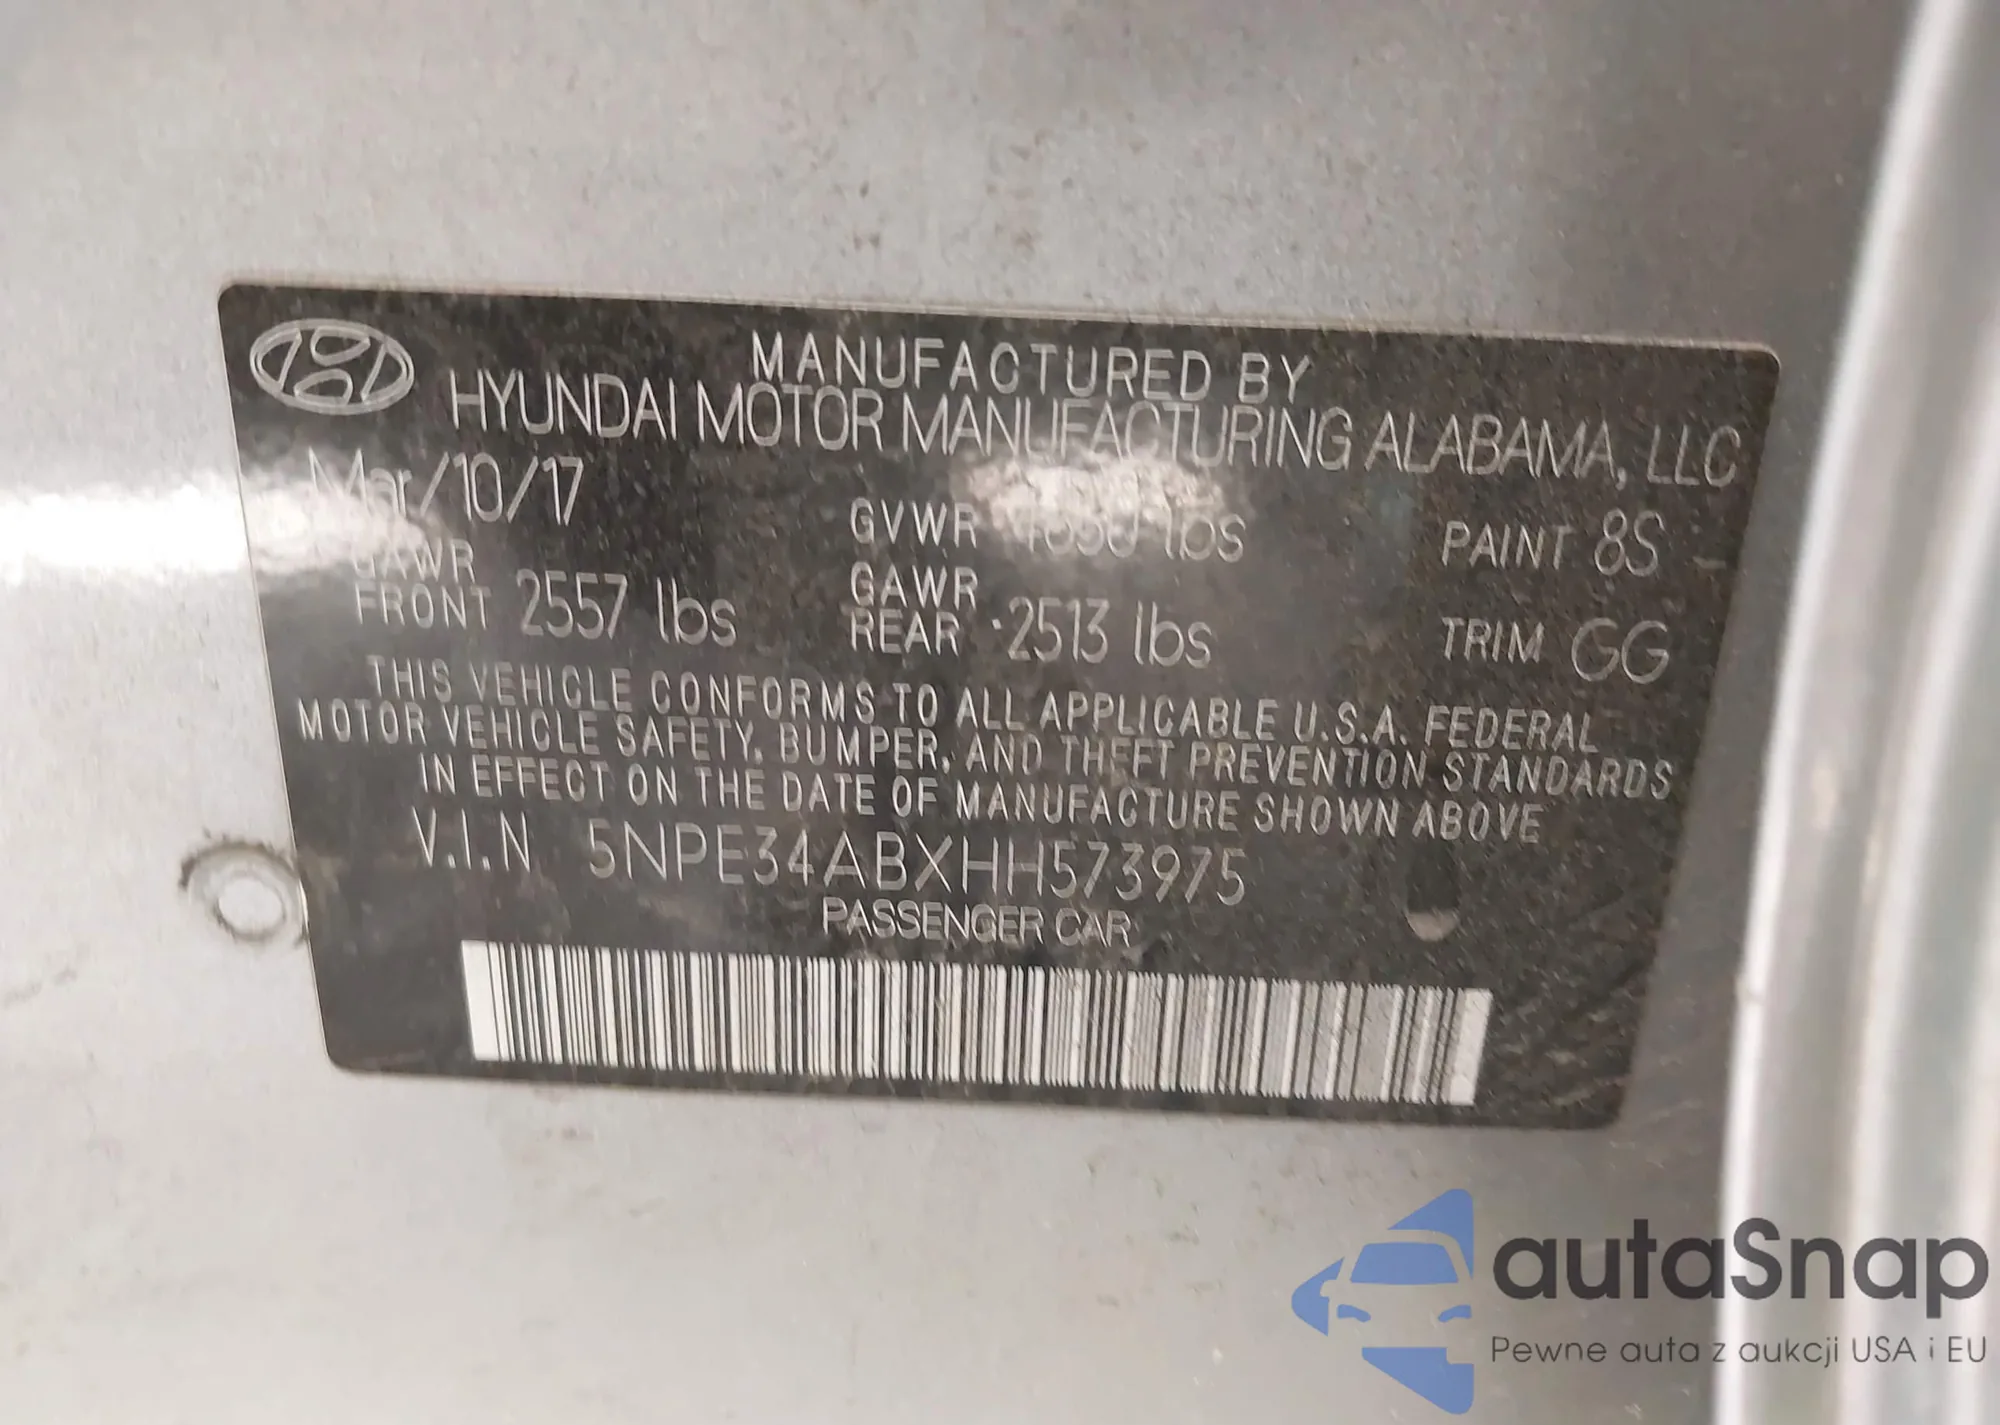 MANUFACTURED BY
HYUNDAI MOTOR MANUFACTURING ALABAMA, LLC
Mar/10/17
GVWR lbs
PAINT 8S
GAWR
FRONT 2557 lbs
GAWR
REAR 2513 lbs
TRIM GG
THIS VEHICLE CONFORMS TO ALL APPLICABLE U.S.A. FEDERAL
MOTOR VEHICLE SAFETY, BUMPER, AND THEFT PREVENTION STANDARDS
IN EFFECT ON THE DATE OF MANUFACTURE SHOWN ABOVE
V.I.N 5NPE34ABXHH573975
PASSENGER CAR
autaSnap
Pewne auta z aukcji USA i EU